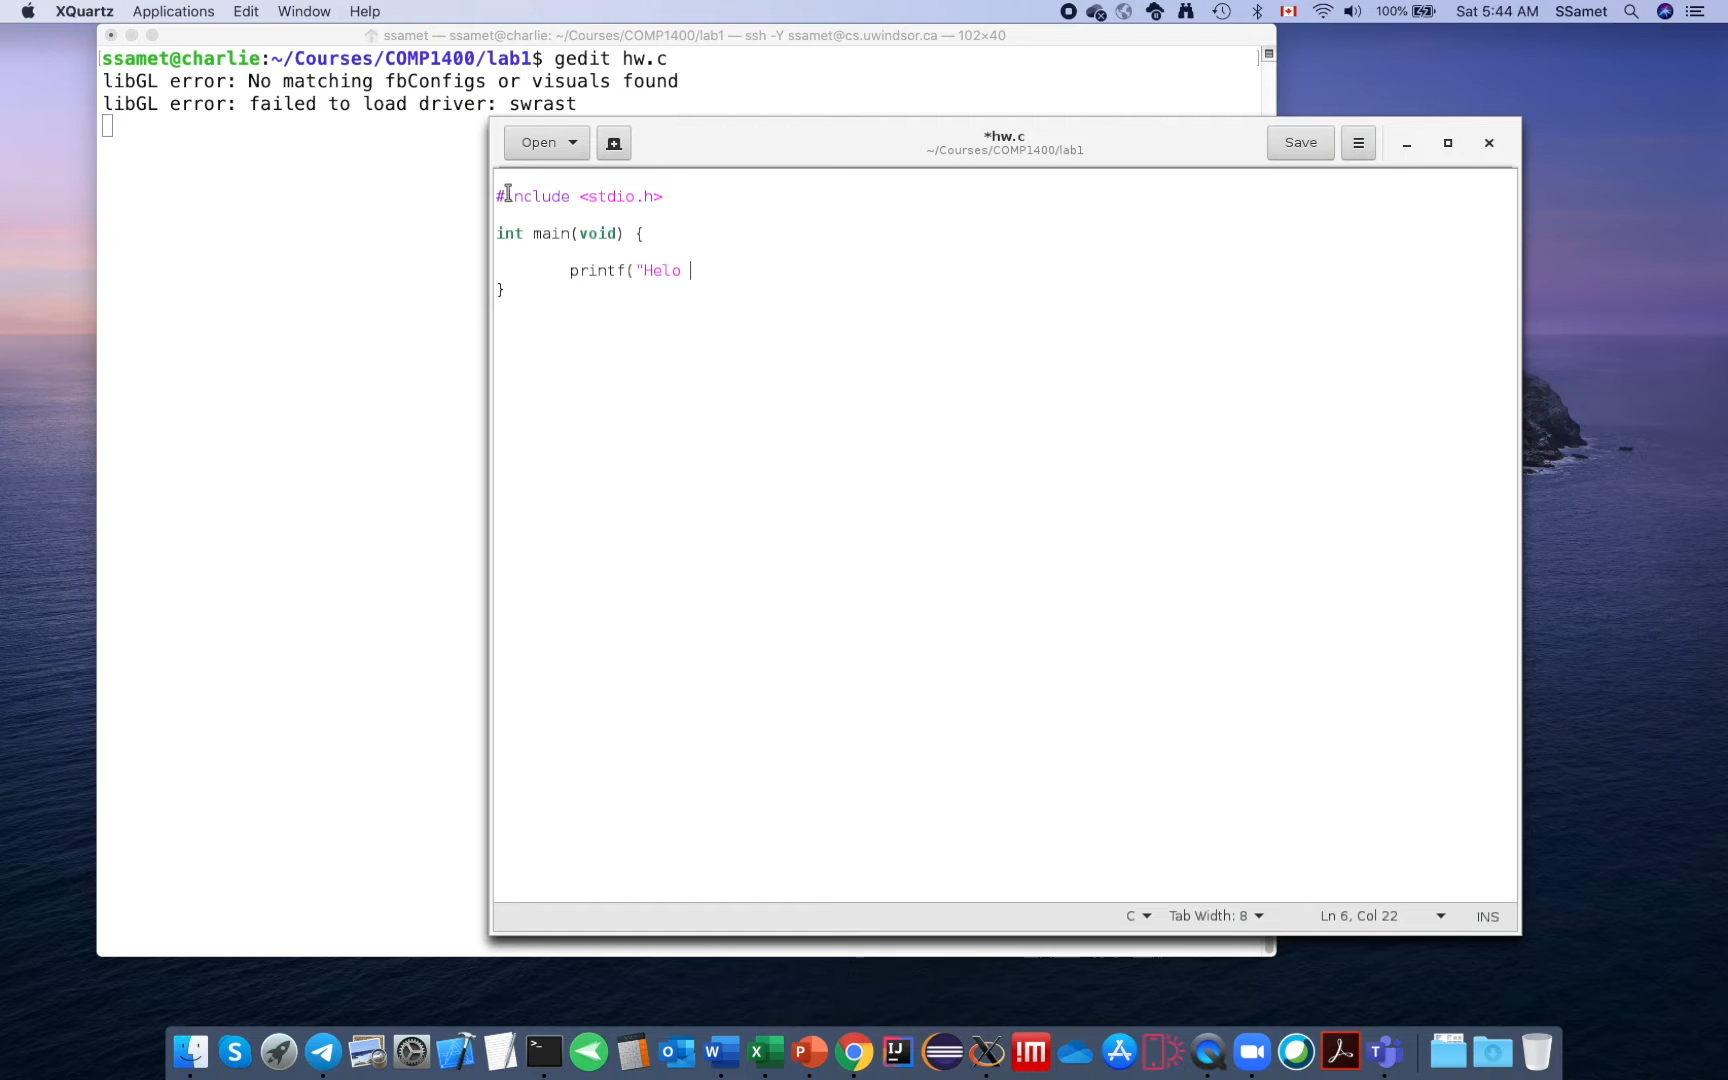 XQuartz Applications Edit Window Help
100% Sat 5:44 AM SSamet
ssamet — ssamet@charlie: ~/Courses/COMP1400/lab1 — ssh -Y ssamet@cs.uwindsor.ca — 102×40
[ssamet@charlie:~/Courses/COMP1400/lab1$ gedit hw.c ]
libGL error: No matching fbConfigs or visuals found
libGL error: failed to load driver: swrast
Open
*hw.c
~/Courses/COMP1400/lab1
Save
#include <stdio.h>
int main(void) {
printf("Helo
}
C Tab Width: 8 Ln 6, Col 22 INS